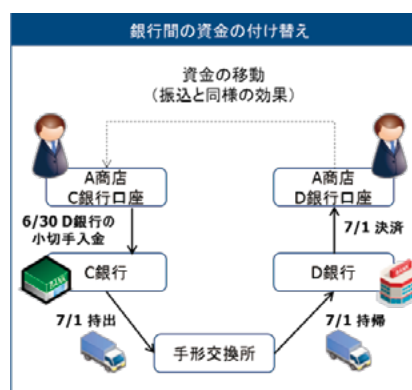 銀行間の資金の付け替え
資金の移動
（振込と同様の効果）
A商店
C銀行口座
A商店
D銀行口座
6/30 D銀行の
小切手入金
7/1 決済
C銀行
D銀行
7/1 持出
7/1 持帰
手形交換所